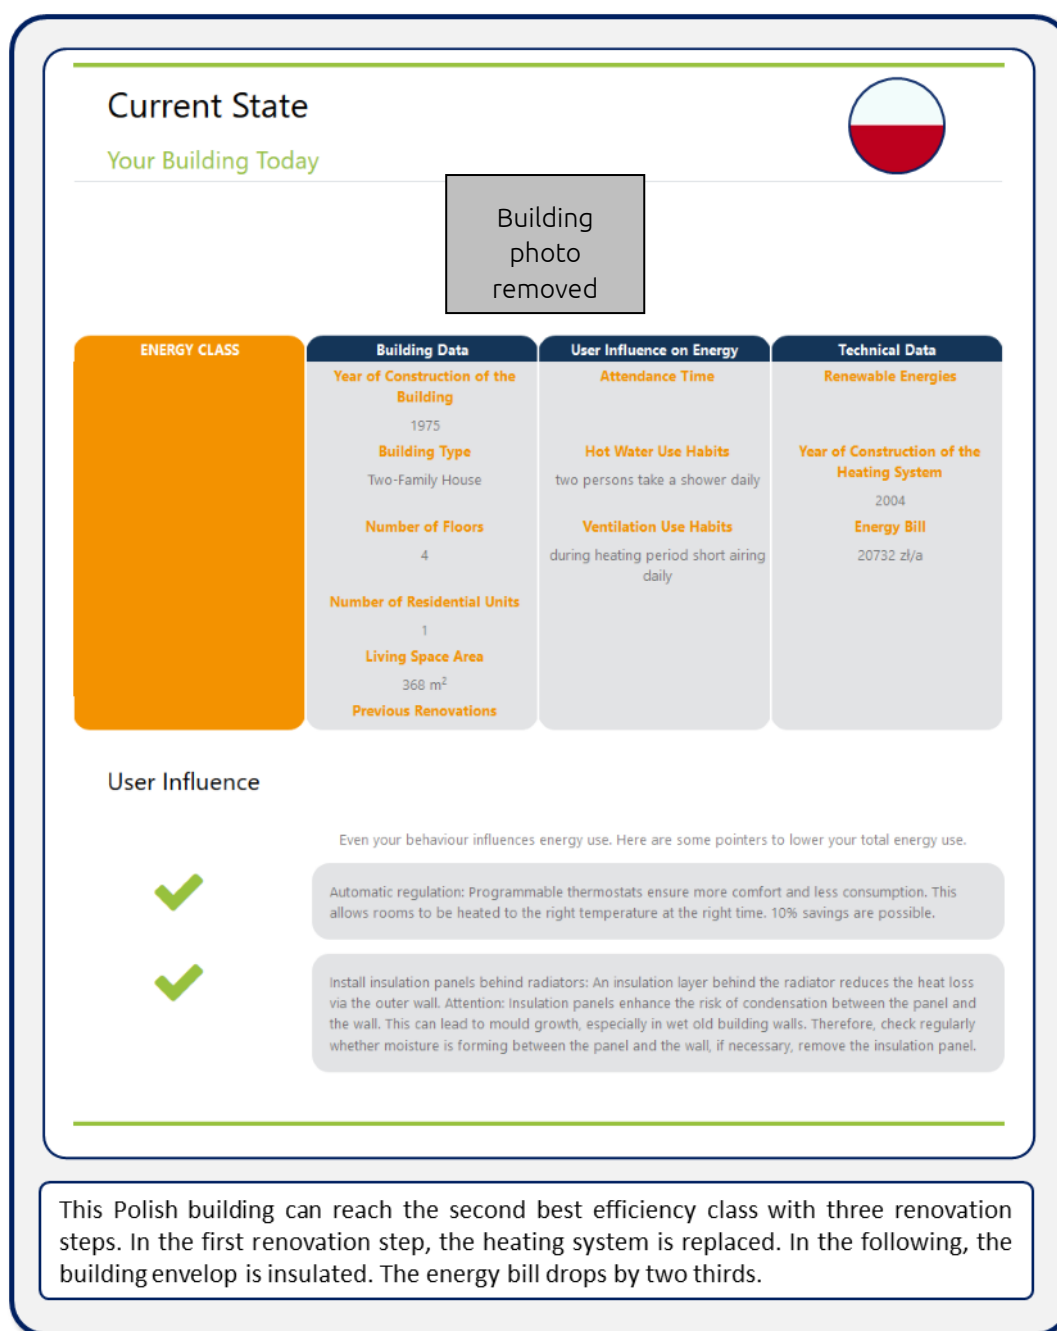 Current State
Your Building Today
Building
photo
removed
ENERGY CLASS
Building Data
Year of Construction of the
Building
1975
Building Type
Two-Family House
Number of Floors
4
Number of Residential Units
1
Living Space Area
368 m²
Previous Renovations
User Influence on Energy
Attendance Time
Hot Water Use Habits
two persons take a shower daily
Ventilation Use Habits
during heating period short airing
daily
Technical Data
Renewable Energies
Year of Construction of the
Heating System
2004
Energy Bill
20732 zł/a
User Influence
Even your behaviour influences energy use. Here are some pointers to lower your total energy use.
Automatic regulation: Programmable thermostats ensure more comfort and less consumption. This
allows rooms to be heated to the right temperature at the right time. 10% savings are possible.
Install insulation panels behind radiators: An insulation layer behind the radiator reduces the heat loss
via the outer wall. Attention: Insulation panels enhance the risk of condensation between the panel and
the wall. This can lead to mould growth, especially in wet old building walls. Therefore, check regularly
whether moisture is forming between the panel and the wall, if necessary, remove the insulation panel.
This Polish building can reach the second best efficiency class with three renovation
steps. In the first renovation step, the heating system is replaced. In the following, the
building envelop is insulated. The energy bill drops by two thirds.